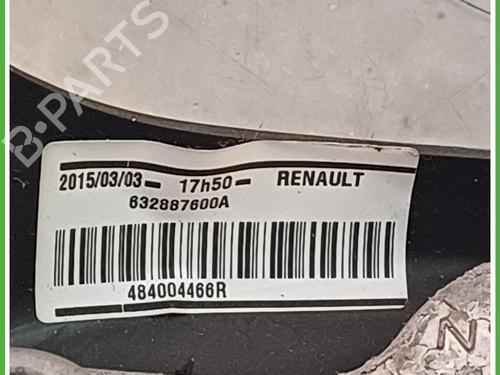 B-PARTS
2015/03/03- 17h50- RENAULT
632887600A
484004466R
N